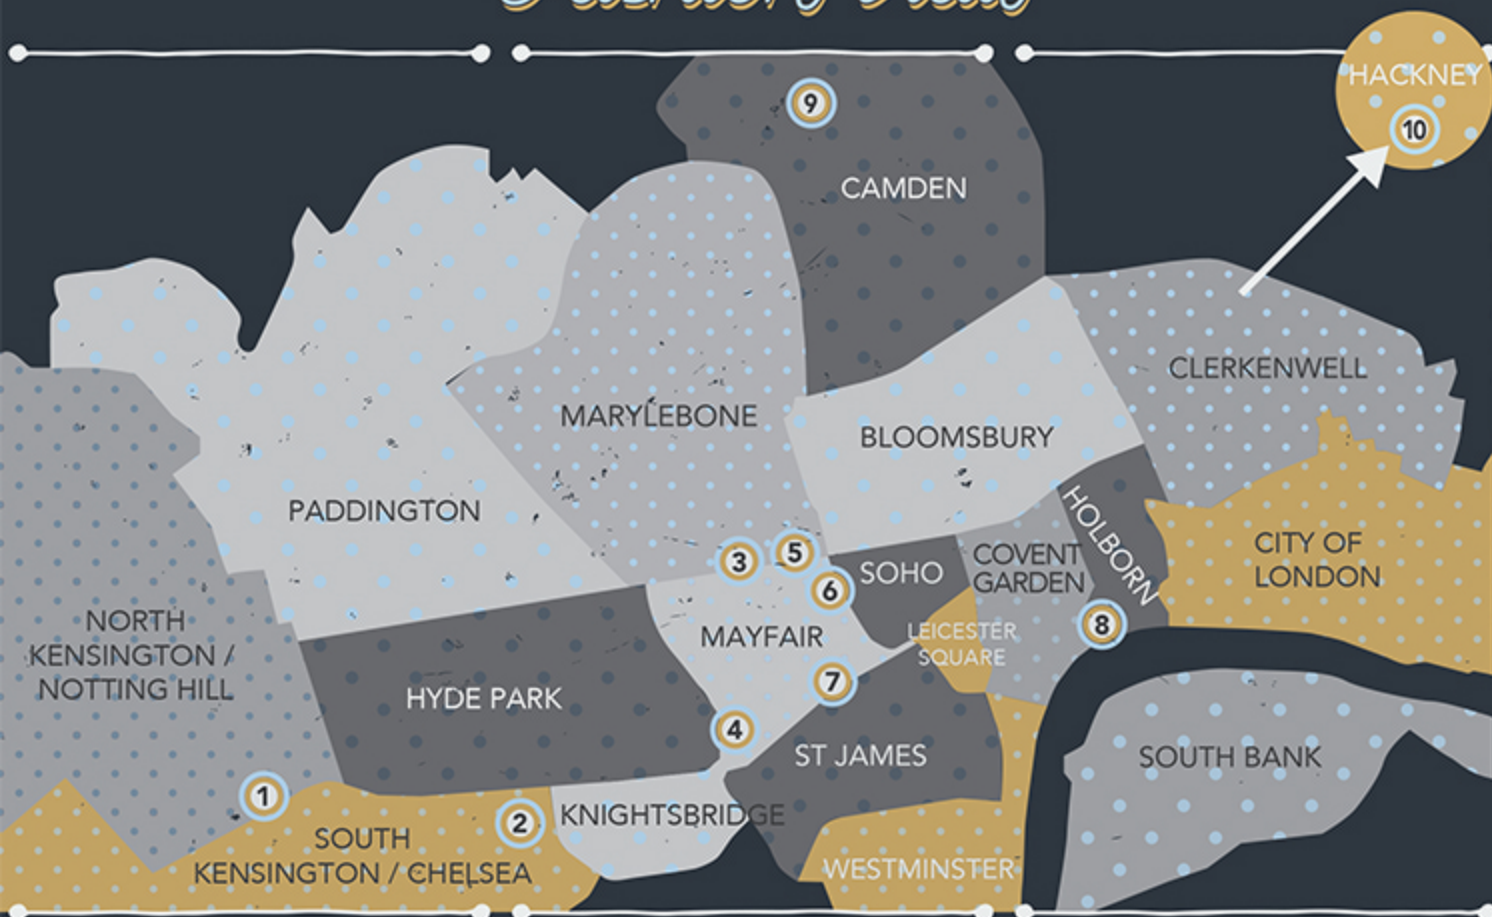 HACKNEY
10
9
CAMDEN
CLERKENWELL
MARYLEBONE
BLOOMSBURY
PADDINGTON
HOLBORN
CITY OF
LONDON
3
5
6
SOHO
COVENT
GARDEN
8
NORTH
KENSINGTON /
NOTTING HILL
MAYFAIR
LEICESTER
SQUARE
HYDE PARK
7
4
ST JAMES
SOUTH BANK
1
2
KNIGHTSBRIDGE
SOUTH
KENSINGTON / CHELSEA
WESTMINSTER